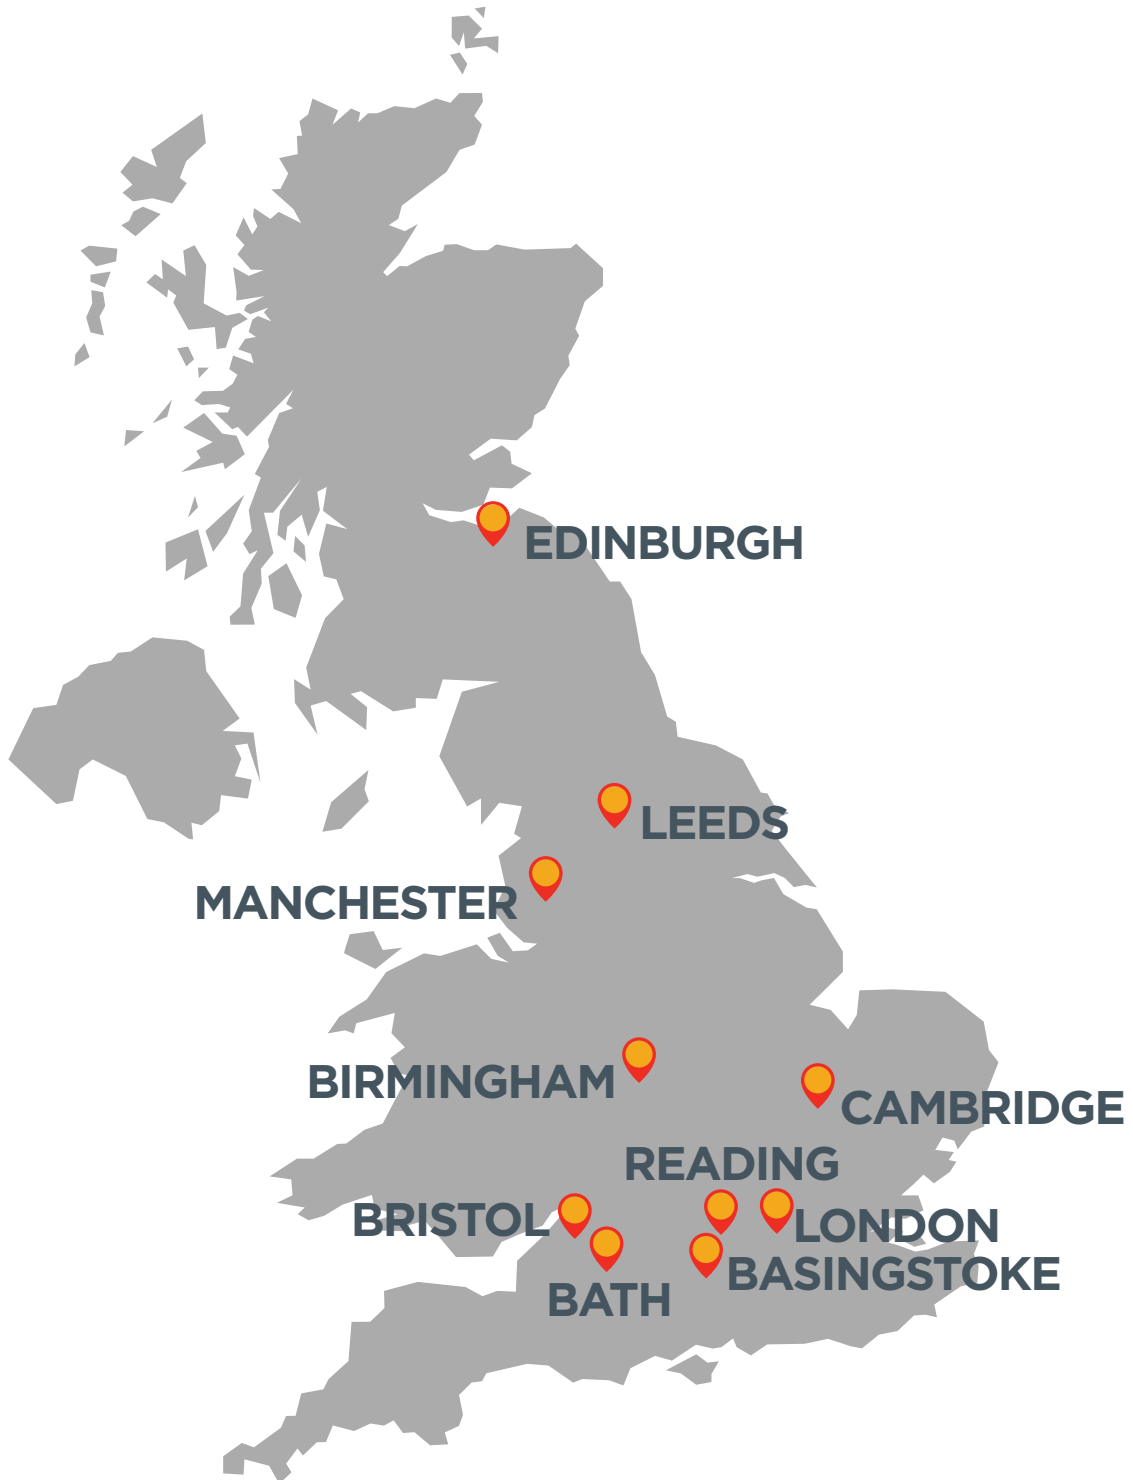 EDINBURGH
LEEDS
MANCHESTER
BIRMINGHAM
CAMBRIDGE
READING
BRISTOL
LONDON
BASINGSTOKE
BATH